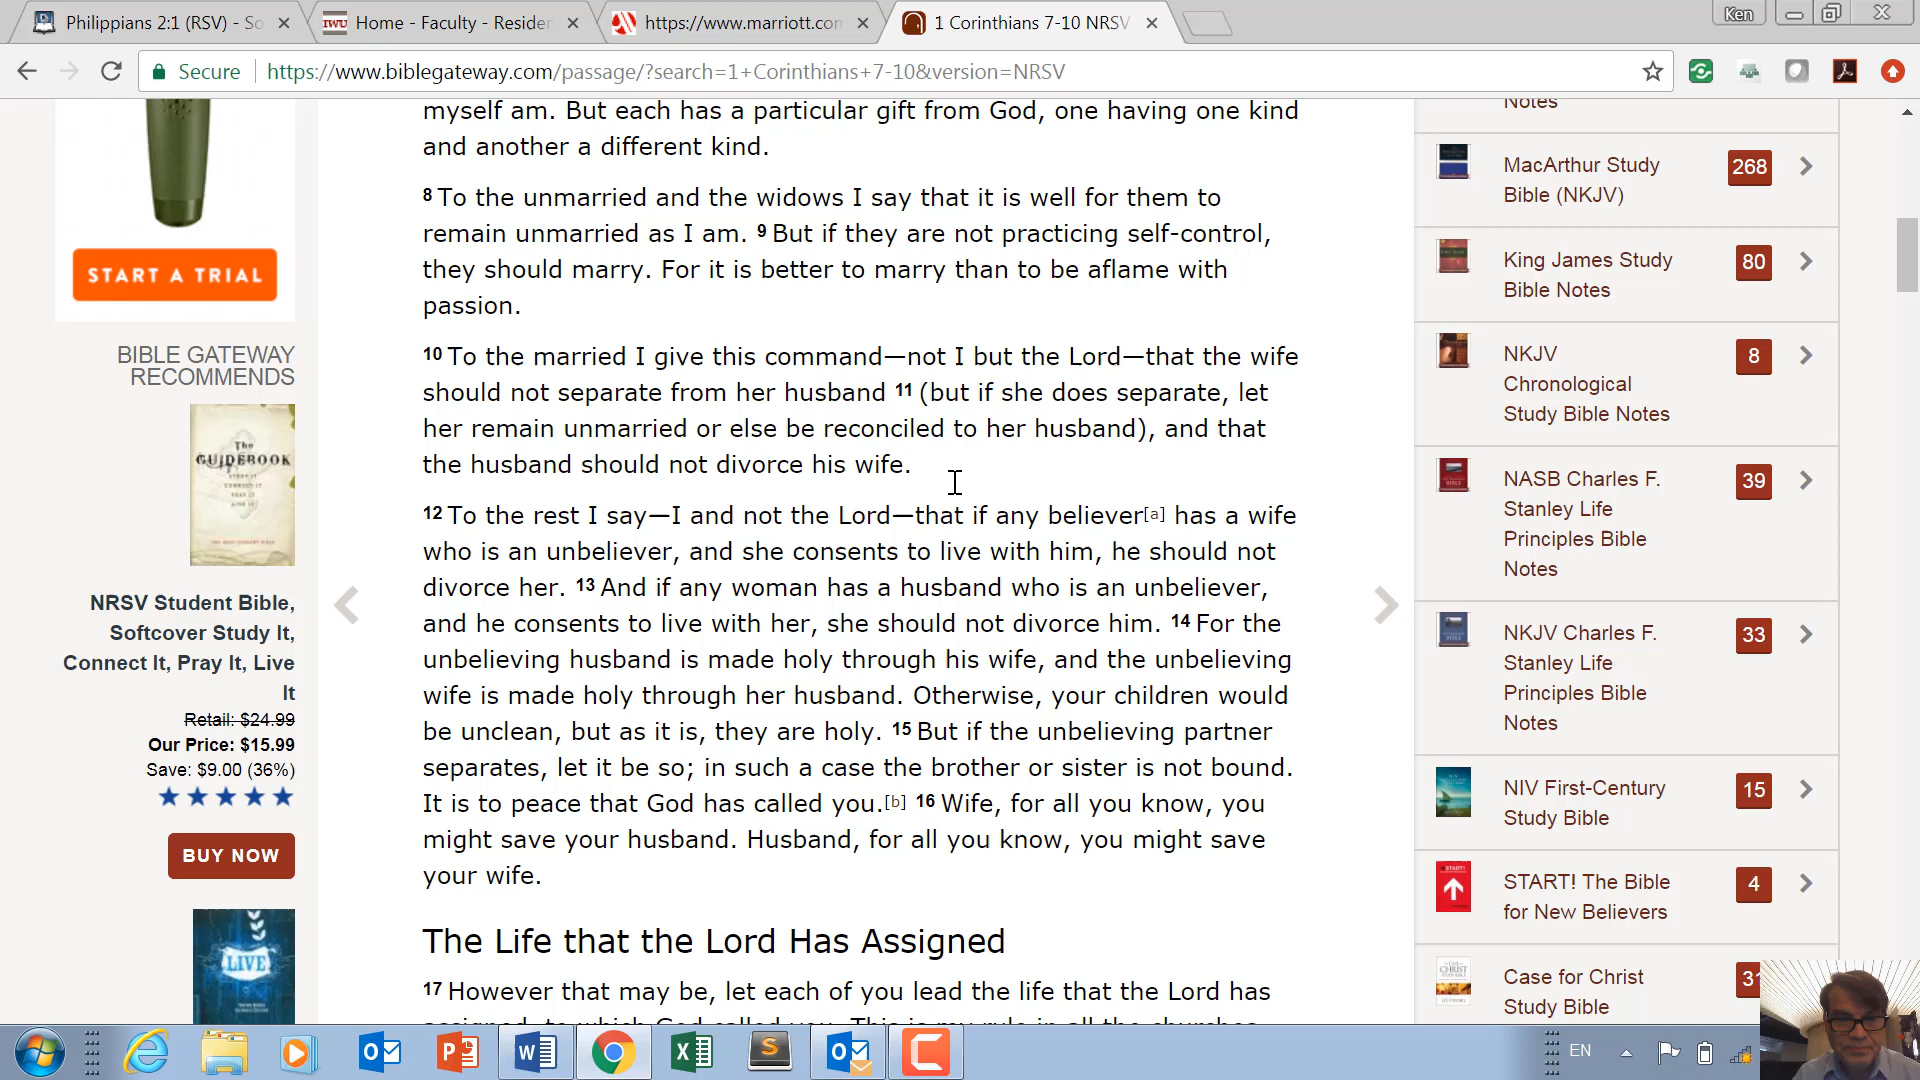 Philippians 2:1 (RSV) - So
Home - Faculty - Resider
https://www.marriott.con
1 Corinthians 7-10 NRSV
Ken
Secure
https://www.biblegateway.com/passage/?search=1+Corinthians+7-10&version=NRSV
START A TRIAL
BIBLE GATEWAY
RECOMMENDS
The
GUIDEBOOK
NRSV Student Bible,
Softcover Study It,
Connect It, Pray It, Live
It
Retail: $24.99
Our Price: $15.99
Save: $9.00 (36%)
BUY NOW
LIVE
myself am. But each has a particular gift from God, one having one kind
and another a different kind.
8 To the unmarried and the widows I say that it is well for them to
remain unmarried as I am. 9 But if they are not practicing self-control,
they should marry. For it is better to marry than to be aflame with
passion.
10 To the married I give this command—not I but the Lord—that the wife
should not separate from her husband 11 (but if she does separate, let
her remain unmarried or else be reconciled to her husband), and that
the husband should not divorce his wife.
12 To the rest I say—I and not the Lord—that if any believer[a] has a wife
who is an unbeliever, and she consents to live with him, he should not
divorce her. 13 And if any woman has a husband who is an unbeliever,
and he consents to live with her, she should not divorce him. 14 For the
unbelieving husband is made holy through his wife, and the unbelieving
wife is made holy through her husband. Otherwise, your children would
be unclean, but as it is, they are holy. 15 But if the unbelieving partner
separates, let it be so; in such a case the brother or sister is not bound.
It is to peace that God has called you.[b] 16 Wife, for all you know, you
might save your husband. Husband, for all you know, you might save
your wife.
The Life that the Lord Has Assigned
17 However that may be, let each of you lead the life that the Lord has
assigned, to which God called you. This is my rule in all the churches.
Notes
MacArthur Study
Bible (NKJV)
268
King James Study
Bible Notes
80
NKJV
Chronological
Study Bible Notes
8
NASB Charles F.
Stanley Life
Principles Bible
Notes
39
NKJV Charles F.
Stanley Life
Principles Bible
Notes
33
NIV First-Century
Study Bible
15
START! The Bible
for New Believers
4
Case for Christ
Study Bible
31
EN